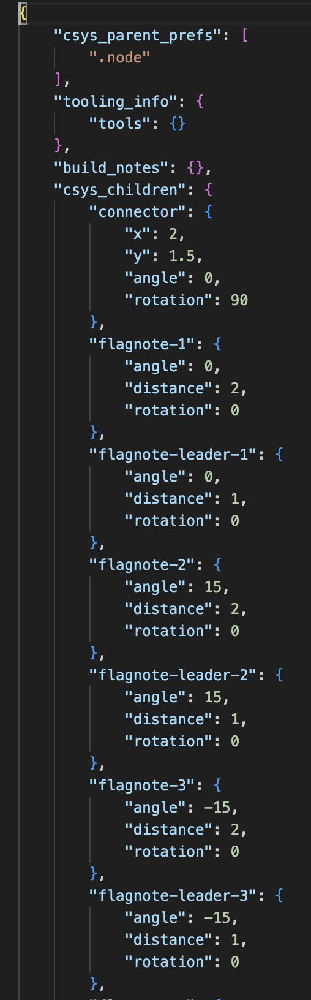 {
    "csys_parent_prefs": [
        ".node"
    ],
    "tooling_info": {
        "tools": {}
    },
    "build_notes": {},
    "csys_children": {
        "connector": {
            "x": 2,
            "y": 1.5,
            "angle": 0,
            "rotation": 90
        },
        "flagnote-1": {
            "angle": 0,
            "distance": 2,
            "rotation": 0
        },
        "flagnote-leader-1": {
            "angle": 0,
            "distance": 1,
            "rotation": 0
        },
        "flagnote-2": {
            "angle": 15,
            "distance": 2,
            "rotation": 0
        },
        "flagnote-leader-2": {
            "angle": 15,
            "distance": 1,
            "rotation": 0
        },
        "flagnote-3": {
            "angle": -15,
            "distance": 2,
            "rotation": 0
        },
        "flagnote-leader-3": {
            "angle": -15,
            "distance": 1,
            "rotation": 0
        },